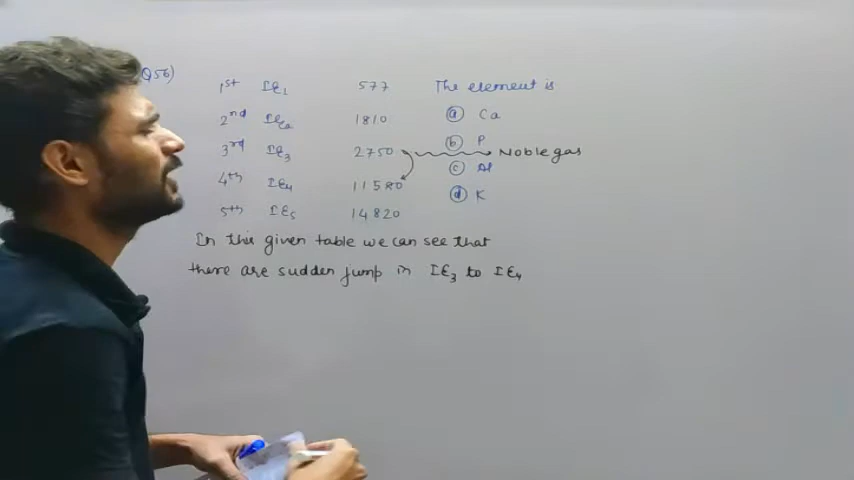 Q56)
1st IE1 577 The element is
2nd IE2 1810 (a) Ca
3rd IE3 2750 (b) P Noble gas
(c) Al
4th IE4 11580 (d) K
5th IE5 14820
In this given table we can see that
there are sudden jump in IE3 to IE4